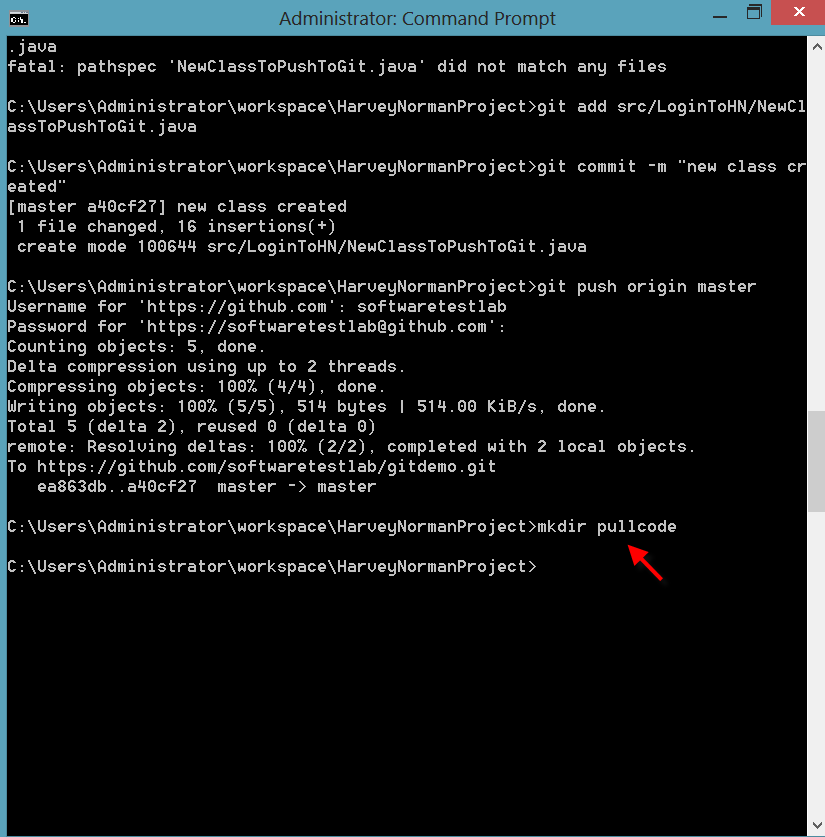 Administrator: Command Prompt
.java
fatal: pathspec 'NewClassToPushToGit.java' did not match any files
C:\Users\Administrator\workspace\HarveyNormanProject>git add src/LoginToHN/NewCl
assToPushToGit.java
C:\Users\Administrator\workspace\HarveyNormanProject>git commit -m "new class cr
eated"
[master a40cf27] new class created
 1 file changed, 16 insertions(+)
 create mode 100644 src/LoginToHN/NewClassToPushToGit.java
C:\Users\Administrator\workspace\HarveyNormanProject>git push origin master
Username for 'https://github.com': softwaretestlab
Password for 'https://softwaretestlab@github.com':
Counting objects: 5, done.
Delta compression using up to 2 threads.
Compressing objects: 100% (4/4), done.
Writing objects: 100% (5/5), 514 bytes | 514.00 KiB/s, done.
Total 5 (delta 2), reused 0 (delta 0)
remote: Resolving deltas: 100% (2/2), completed with 2 local objects.
To https://github.com/softwaretestlab/gitdemo.git
   ea863db..a40cf27  master -> master
C:\Users\Administrator\workspace\HarveyNormanProject>mkdir pullcode
C:\Users\Administrator\workspace\HarveyNormanProject>